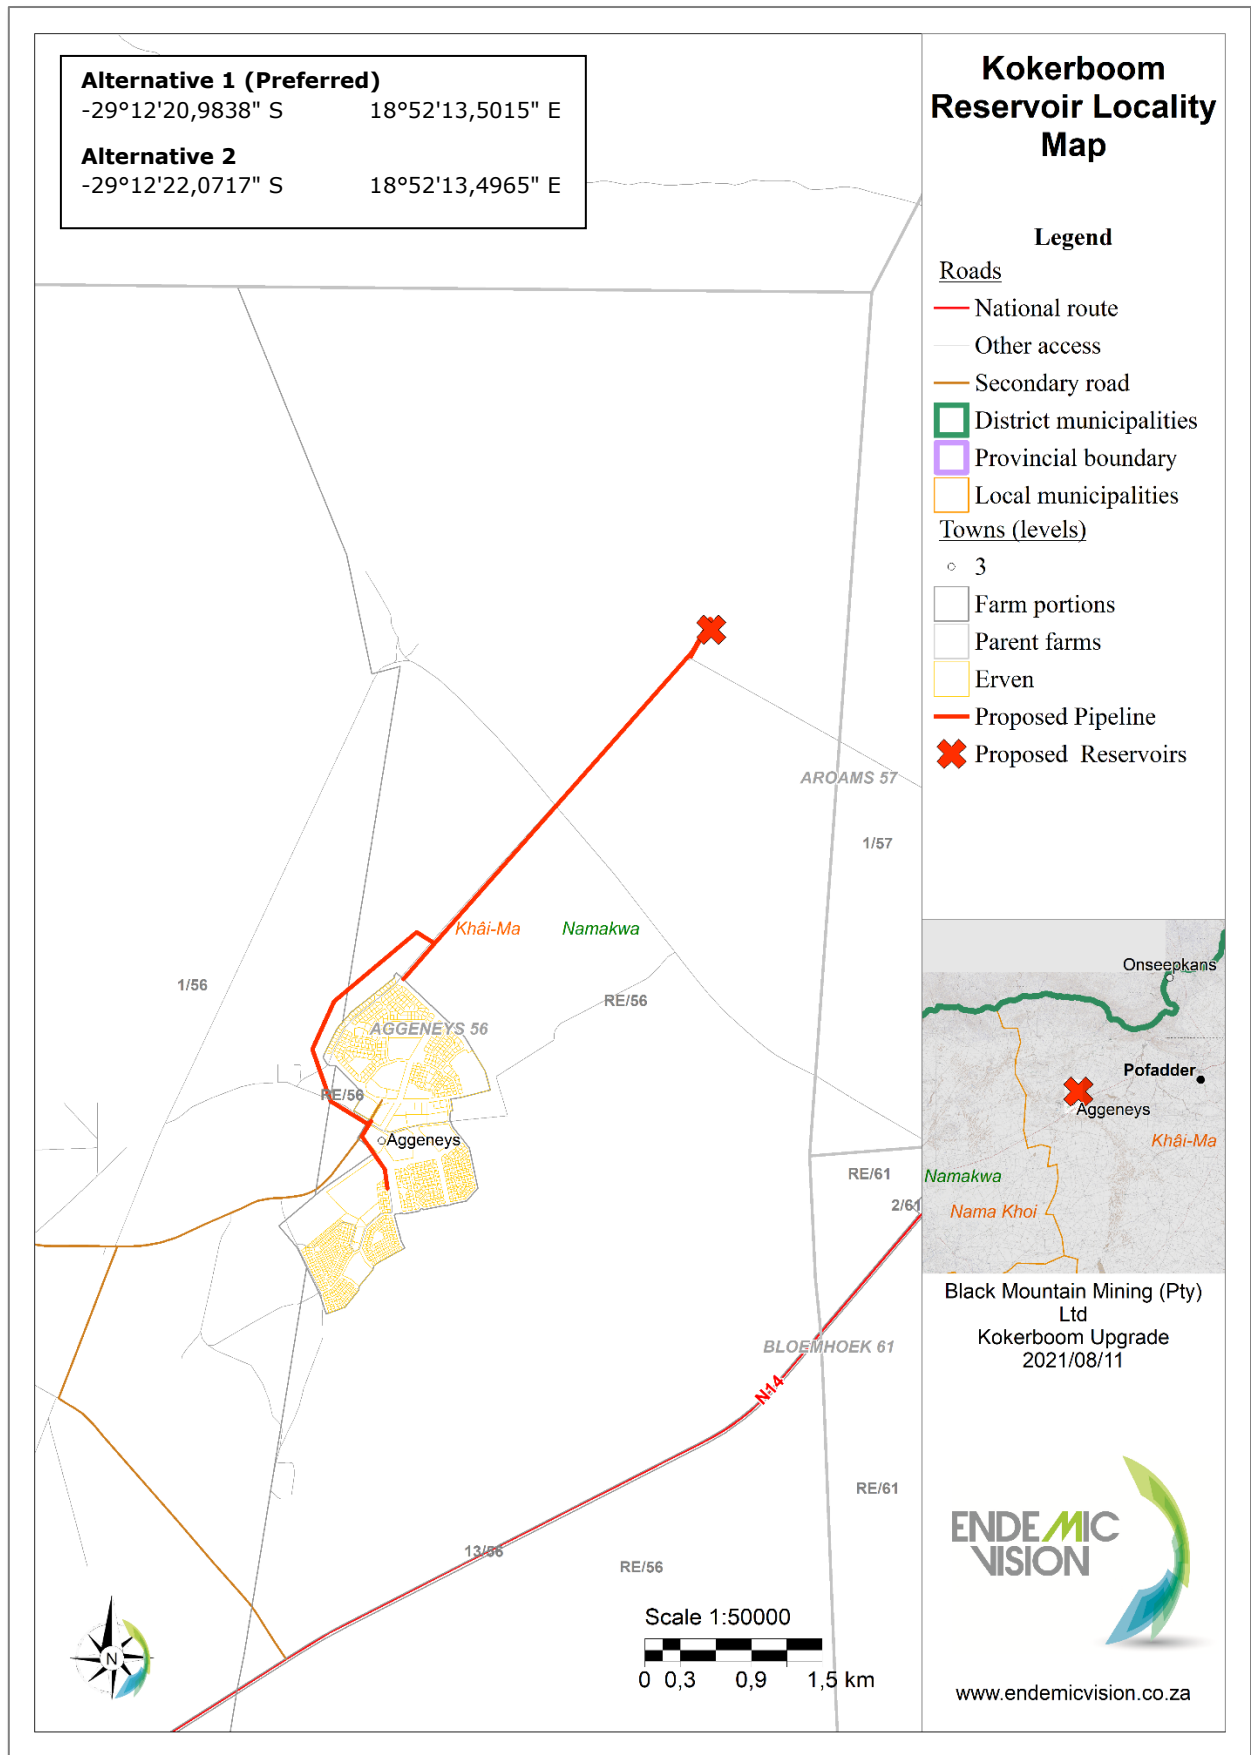 Alternative 1 (Preferred)
-29°12'20,9838" S 18°52'13,5015" E
Alternative 2
-29°12'22,0717" S 18°52'13,4965" E
Kokerboom
Reservoir Locality
Map
Legend
Roads
National route
Other access
Secondary road
District municipalities
Provincial boundary
Local municipalities
Towns (levels)
3
Farm portions
Parent farms
Erven
Proposed Pipeline
Proposed Reservoirs
AROAMS 57
1/57
Khâi-Ma
Namakwa
1/56
RE/56
AGGENEYS 56
RE/56
Aggeneys
RE/61
2/61
BLOEMHOEK 61
N14
RE/61
13/56
RE/56
Scale 1:50000
0 0,3 0,9 1,5 km
N
Onseepkans
Pofadder
Aggeneys
Khâi-Ma
Namakwa
Nama Khoi
Black Mountain Mining (Pty)
Ltd
Kokerboom Upgrade
2021/08/11
ENDEMIC
VISION
www.endemicvision.co.za